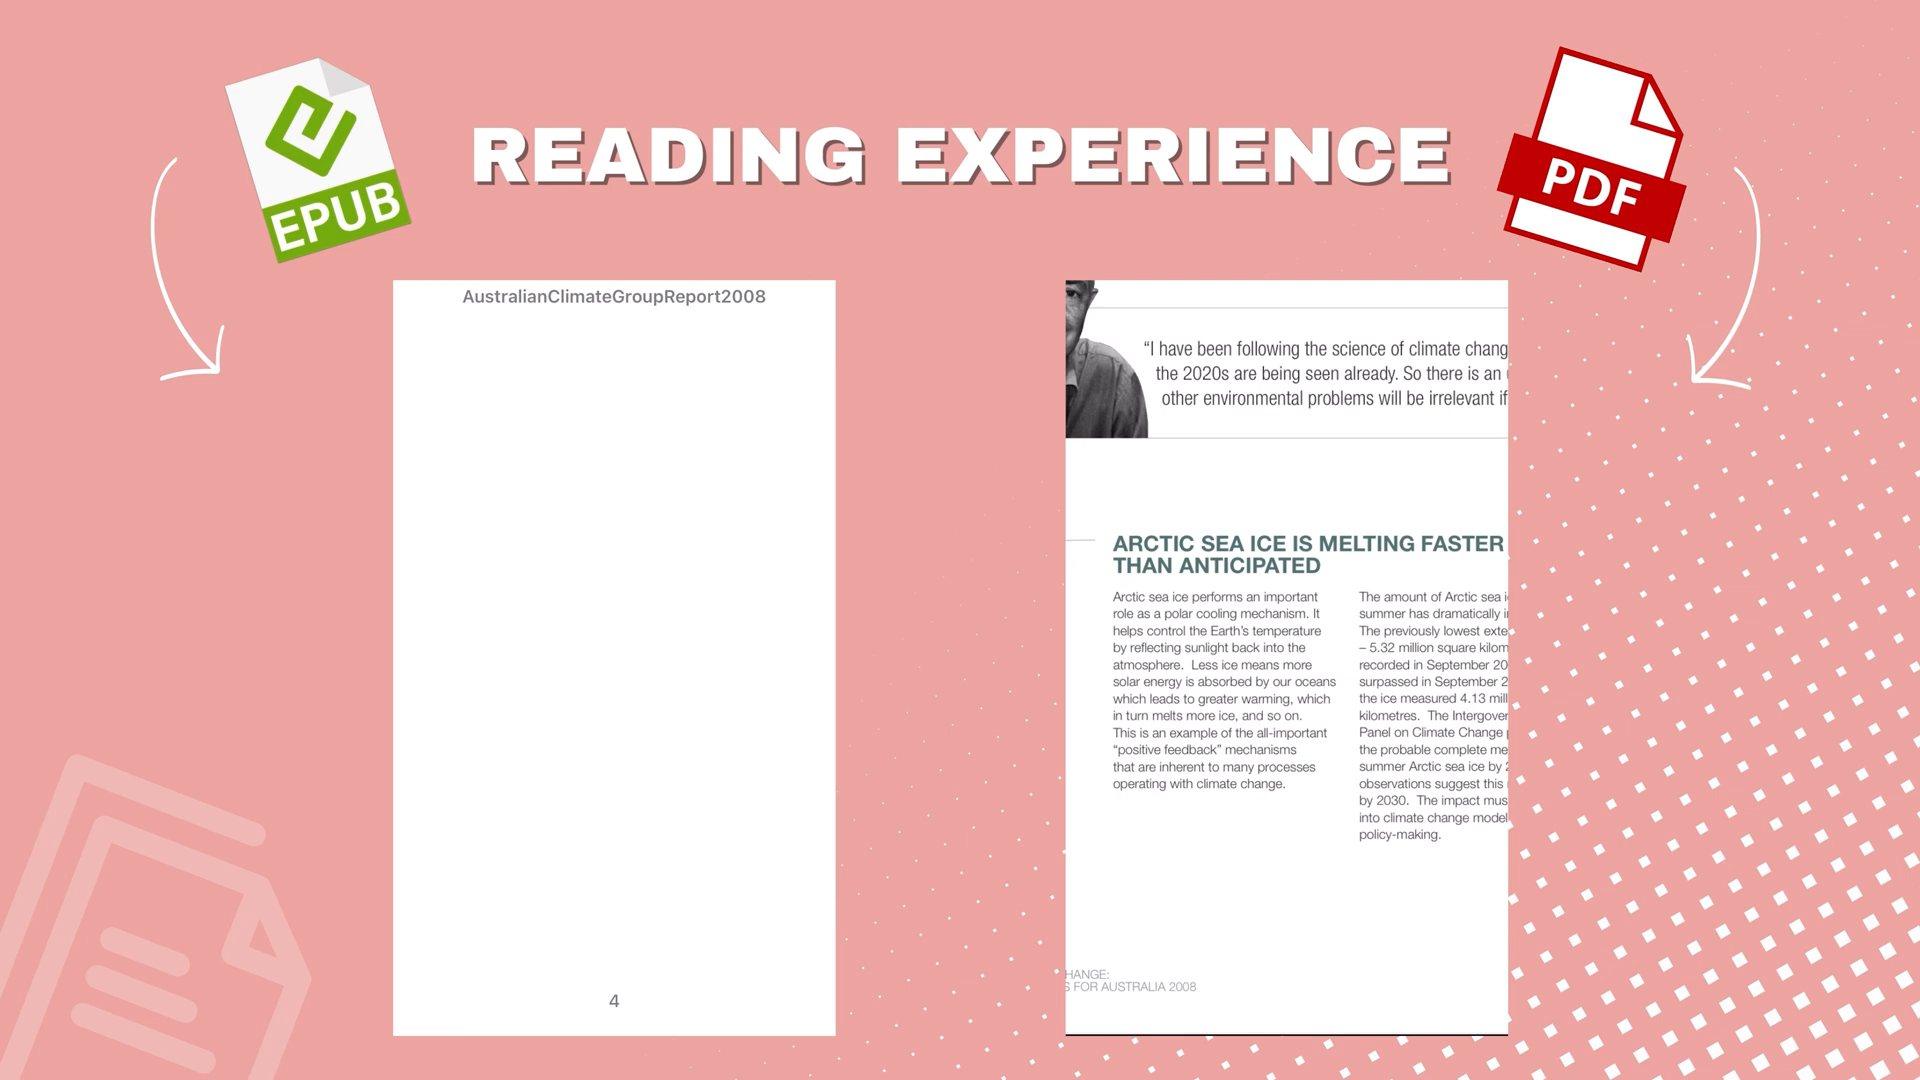 READING EXPERIENCE
EPUB
PDF
AustralianClimateGroupReport2008
4
“I have been following the science of climate chang
the 2020s are being seen already. So there is an
other environmental problems will be irrelevant if
ARCTIC SEA ICE IS MELTING FASTER
THAN ANTICIPATED
Arctic sea ice performs an important
role as a polar cooling mechanism. It
helps control the Earth’s temperature
by reflecting sunlight back into the
atmosphere.  Less ice means more
solar energy is absorbed by our oceans
which leads to greater warming, which
in turn melts more ice, and so on.
This is an example of the all-important
“positive feedback” mechanisms
that are inherent to many processes
operating with climate change.
The amount of Arctic sea i
summer has dramatically i
The previously lowest exte
– 5.32 million square kilom
recorded in September 20
surpassed in September 2
the ice measured 4.13 mill
kilometres.  The Intergover
Panel on Climate Change
the probable complete me
summer Arctic sea ice by 2
observations suggest this
by 2030.  The impact mus
into climate change model
policy-making.
HANGE:
S FOR AUSTRALIA 2008